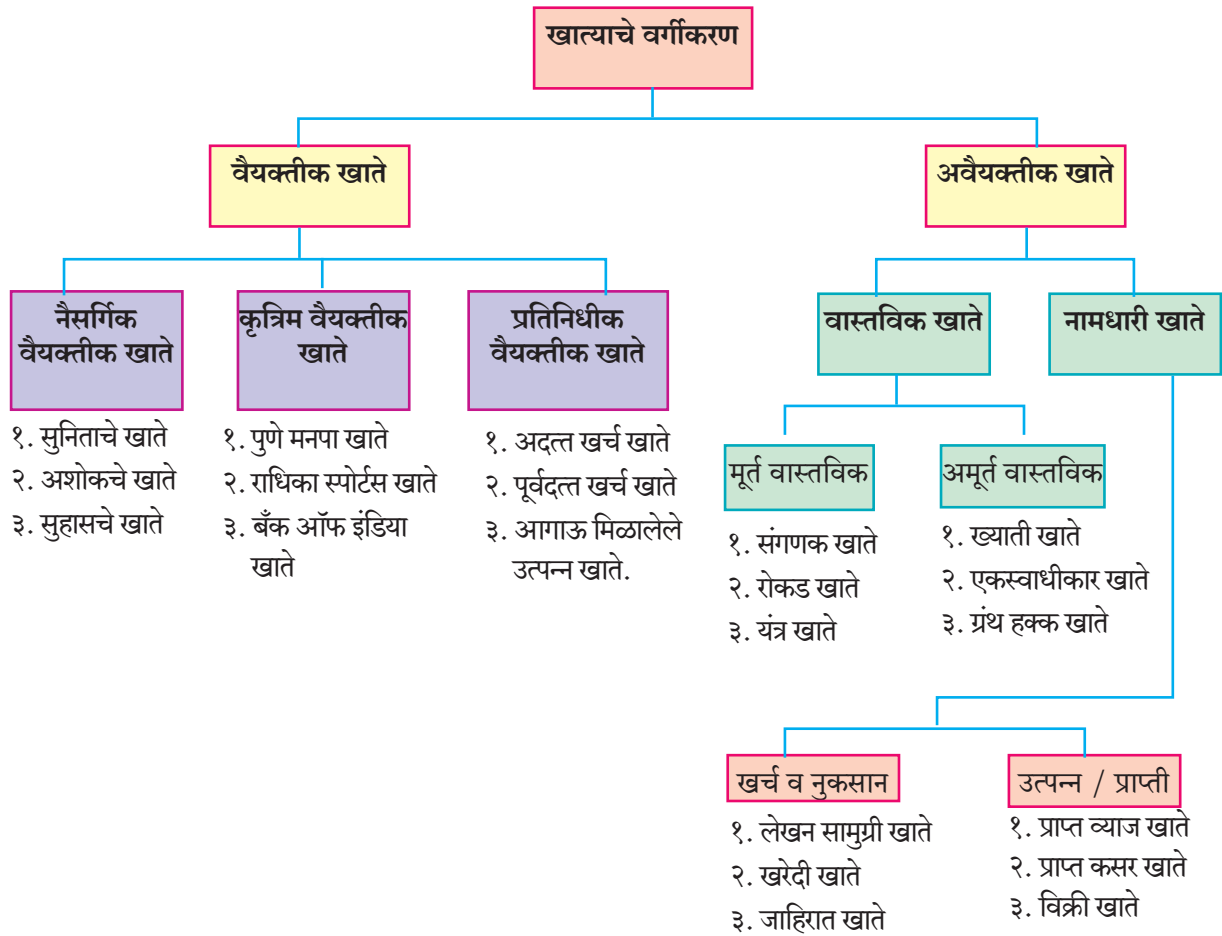 खात्याचे वर्गीकरण
वैयक्तीक खाते
अवैयक्तीक खाते
नैसर्गिक
वैयक्तीक खाते
कृत्रिम वैयक्तीक
खाते
प्रतिनिधीक
वैयक्तीक खाते
वास्तविक खाते
नामधारी खाते
१. सुनिताचे खाते
२. अशोकचे खाते
३. सुहासचे खाते
१. पुणे मनपा खाते
२. राधिका स्पोर्टस खाते
३. बँक ऑफ इंडिया
खाते
१. अदत्त खर्च खाते
२. पूर्वदत्त खर्च खाते
३. आगाऊ मिळालेले
उत्पन्न खाते.
मूर्त वास्तविक
अमूर्त वास्तविक
१. संगणक खाते
२. रोकड खाते
३. यंत्र खाते
१. ख्याती खाते
२. एकस्वाधीकार खाते
३. ग्रंथ हक्क खाते
खर्च व नुकसान
उत्पन्न / प्राप्ती
१. लेखन सामुग्री खाते
२. खरेदी खाते
३. जाहिरात खाते
१. प्राप्त व्याज खाते
२. प्राप्त कसर खाते
३. विक्री खाते